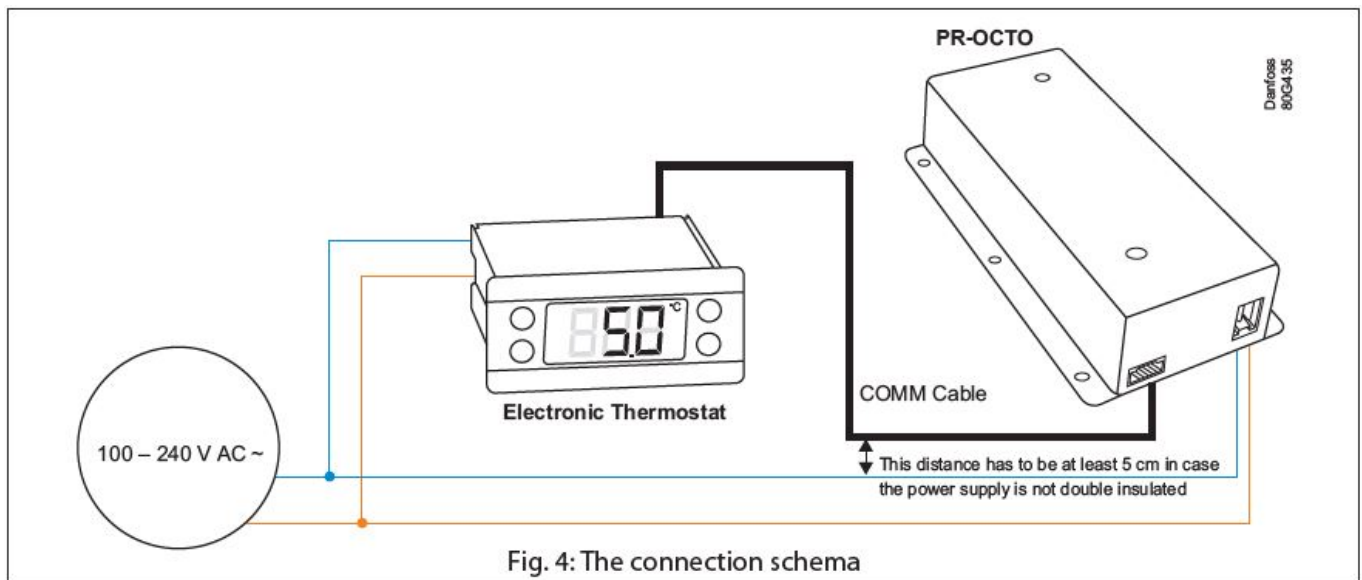 PR-OCTO
Danfoss
80G435
5.0 °C
Electronic Thermostat
COMM Cable
100 – 240 V AC ~
This distance has to be at least 5 cm in case
the power supply is not double insulated
Fig. 4: The connection schema